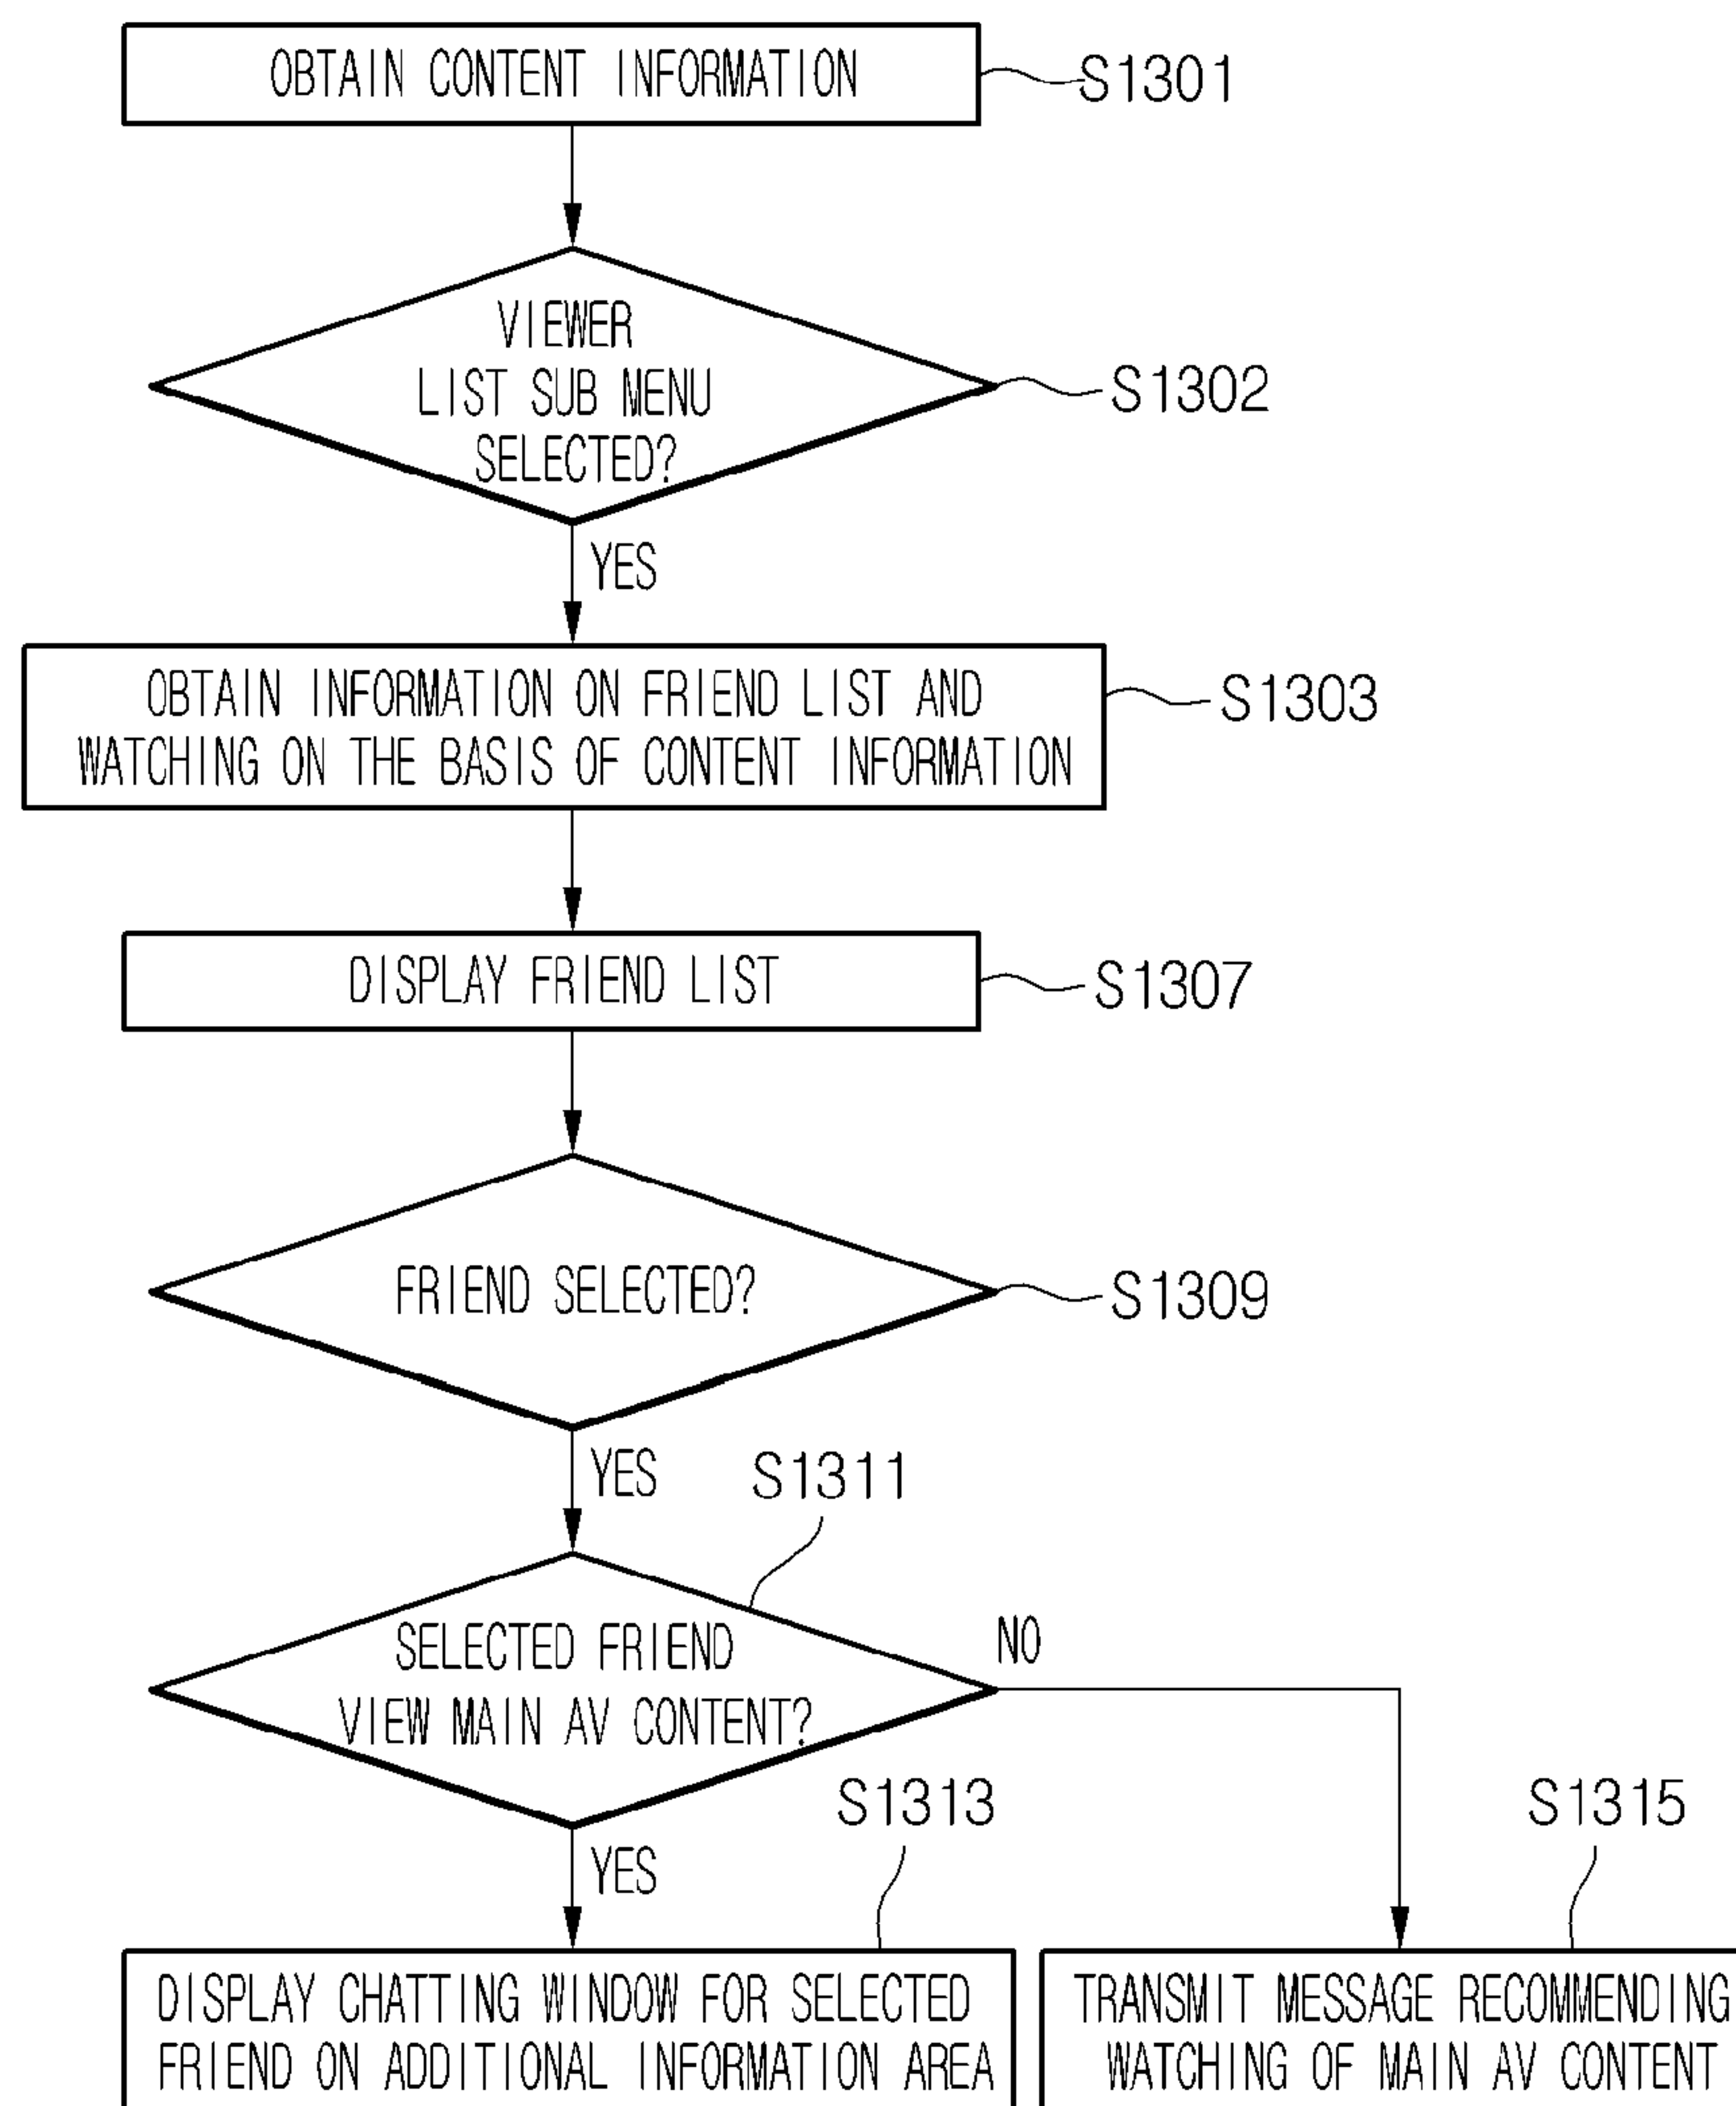 OBTAIN CONTENT INFORMATION
S1301
VIEWER
LIST SUB MENU
SELECTED?
S1302
YES
OBTAIN INFORMATION ON FRIEND LIST AND
WATCHING ON THE BASIS OF CONTENT INFORMATION
S1303
DISPLAY FRIEND LIST
S1307
FRIEND SELECTED?
S1309
YES
S1311
SELECTED FRIEND
VIEW MAIN AV CONTENT?
NO
YES
S1313
S1315
DISPLAY CHATTING WINDOW FOR SELECTED
FRIEND ON ADDITIONAL INFORMATION AREA
TRANSMIT MESSAGE RECOMMENDING
WATCHING OF MAIN AV CONTENT